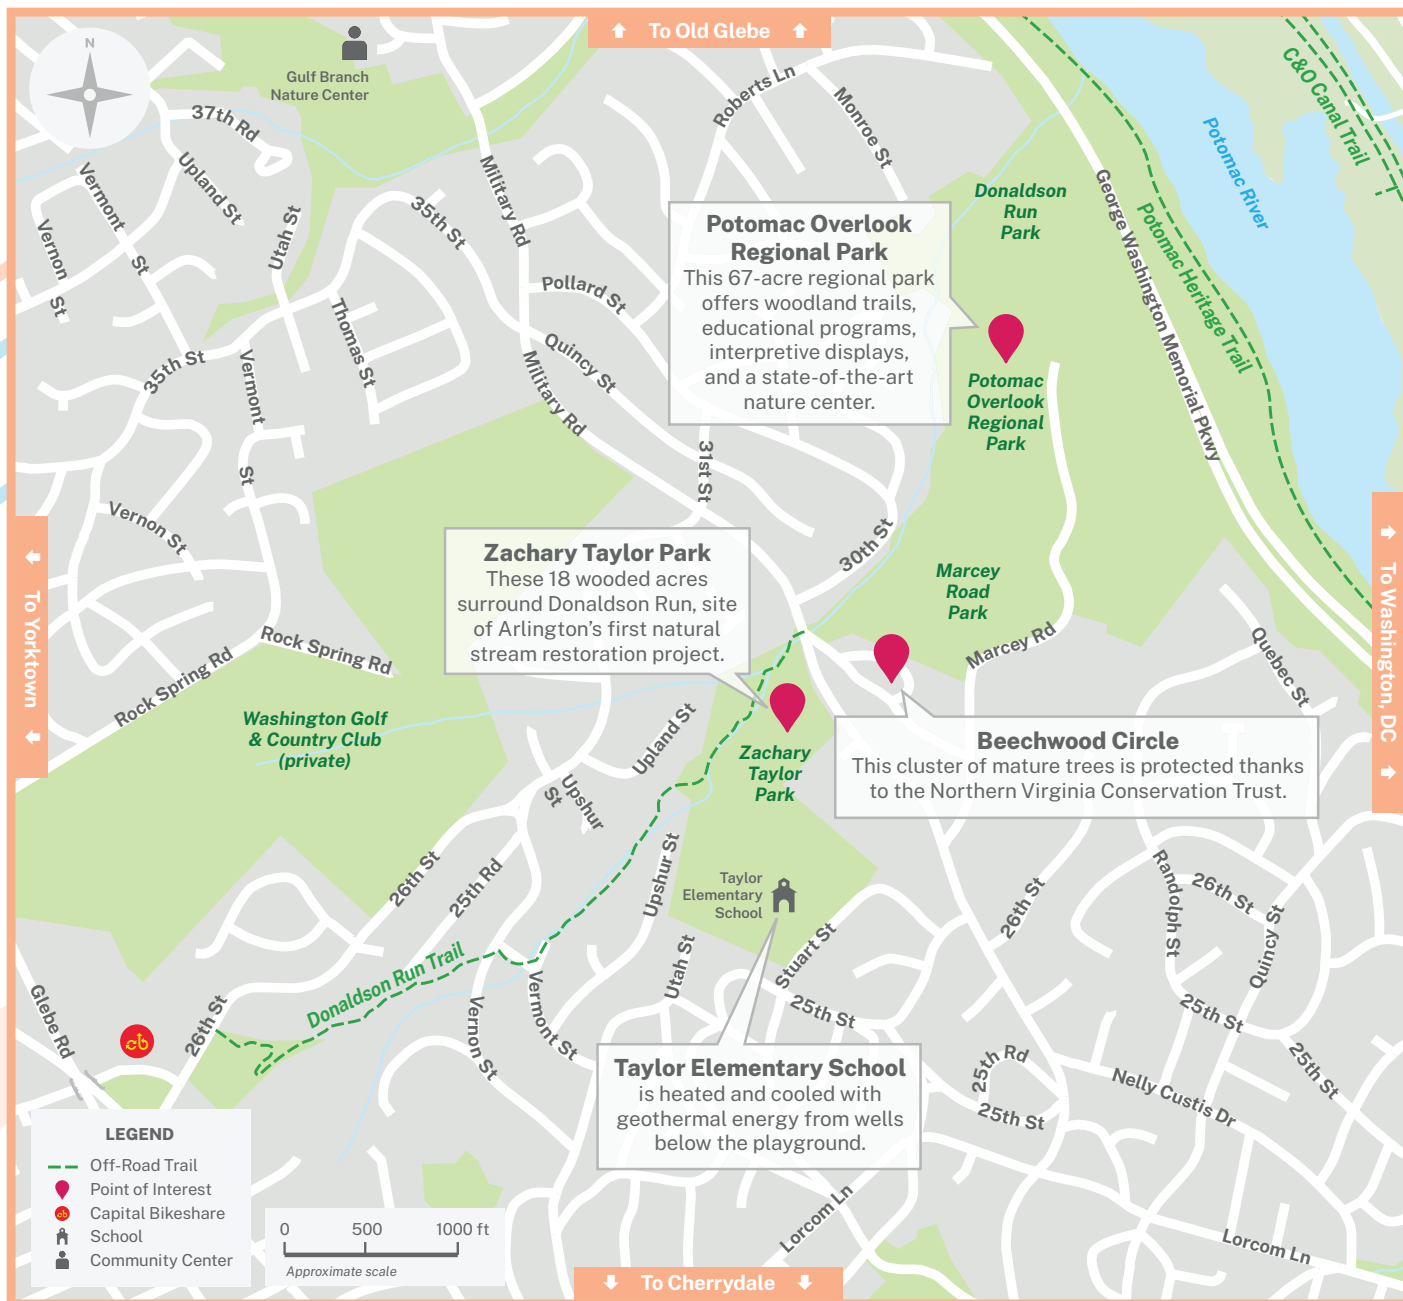 To Old Glebe
N
Gulf Branch
Nature Center
37th Rd
Upland St
Vermont St
Vernon St
Utah St
35th St
Military Rd
Roberts Ln
Monroe St
C&O Canal Trail
Potomac River
George Washington Memorial Pkwy
Potomac Heritage Trail
Donaldson
Run
Park
Potomac Overlook
Regional Park
This 67-acre regional park
offers woodland trails,
educational programs,
interpretive displays,
and a state-of-the-art
nature center.
Pollard St
Thomas St
Quincy St
Military Rd
35th St
Vermont St
Potomac
Overlook
Regional
Park
31st St
30th St
Vernon St
Zachary Taylor Park
These 18 wooded acres
surround Donaldson Run, site
of Arlington's first natural
stream restoration project.
Marcey
Road
Park
Marcey Rd
Quebec St
To Yorktown
To Washington, DC
Rock Spring Rd
Rock Spring Rd
Washington Golf
& Country Club
(private)
Upland St
Upshur St
Zachary
Taylor
Park
Beechwood Circle
This cluster of mature trees is protected thanks
to the Northern Virginia Conservation Trust.
26th St
25th Rd
Upshur St
Taylor
Elementary
School
Stuart St
26th St
Randolph St
26th St
Quincy St
Donaldson Run Trail
Utah St
25th St
25th St
Glebe Rd
26th St
Vernon St
Vermont St
25th Rd
25th St
Nelly Custis Dr
25th St
Taylor Elementary School
is heated and cooled with
geothermal energy from wells
below the playground.
LEGEND
Off-Road Trail
Point of Interest
Capital Bikeshare
School
Community Center
0 500 1000 ft
Approximate scale
Lorcom Ln
Lorcom Ln
To Cherrydale